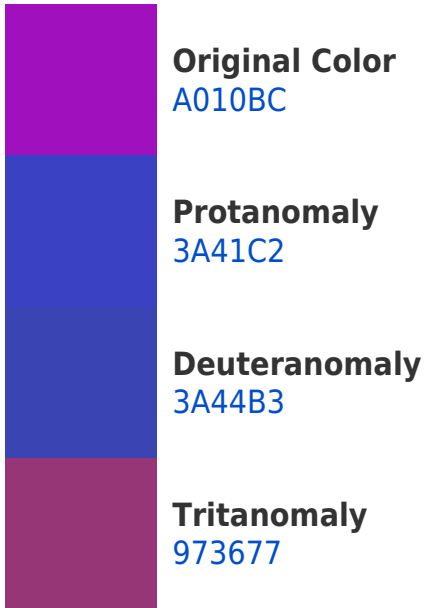 Original Color
A010BC
Protanomaly
3A41C2
Deuteranomaly
3A44B3
Tritanomaly
973677